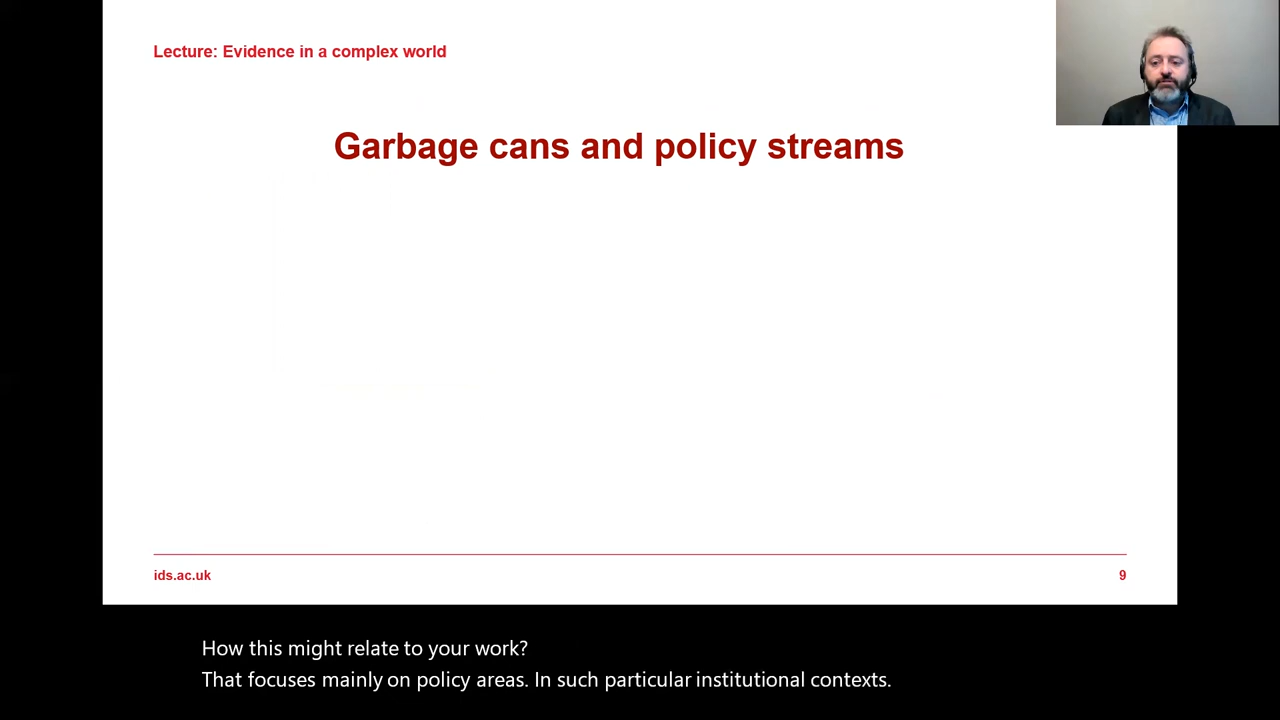 Lecture: Evidence in a complex world
Garbage cans and policy streams
ids.ac.uk
9
How this might relate to your work?
That focuses mainly on policy areas. In such particular institutional contexts.